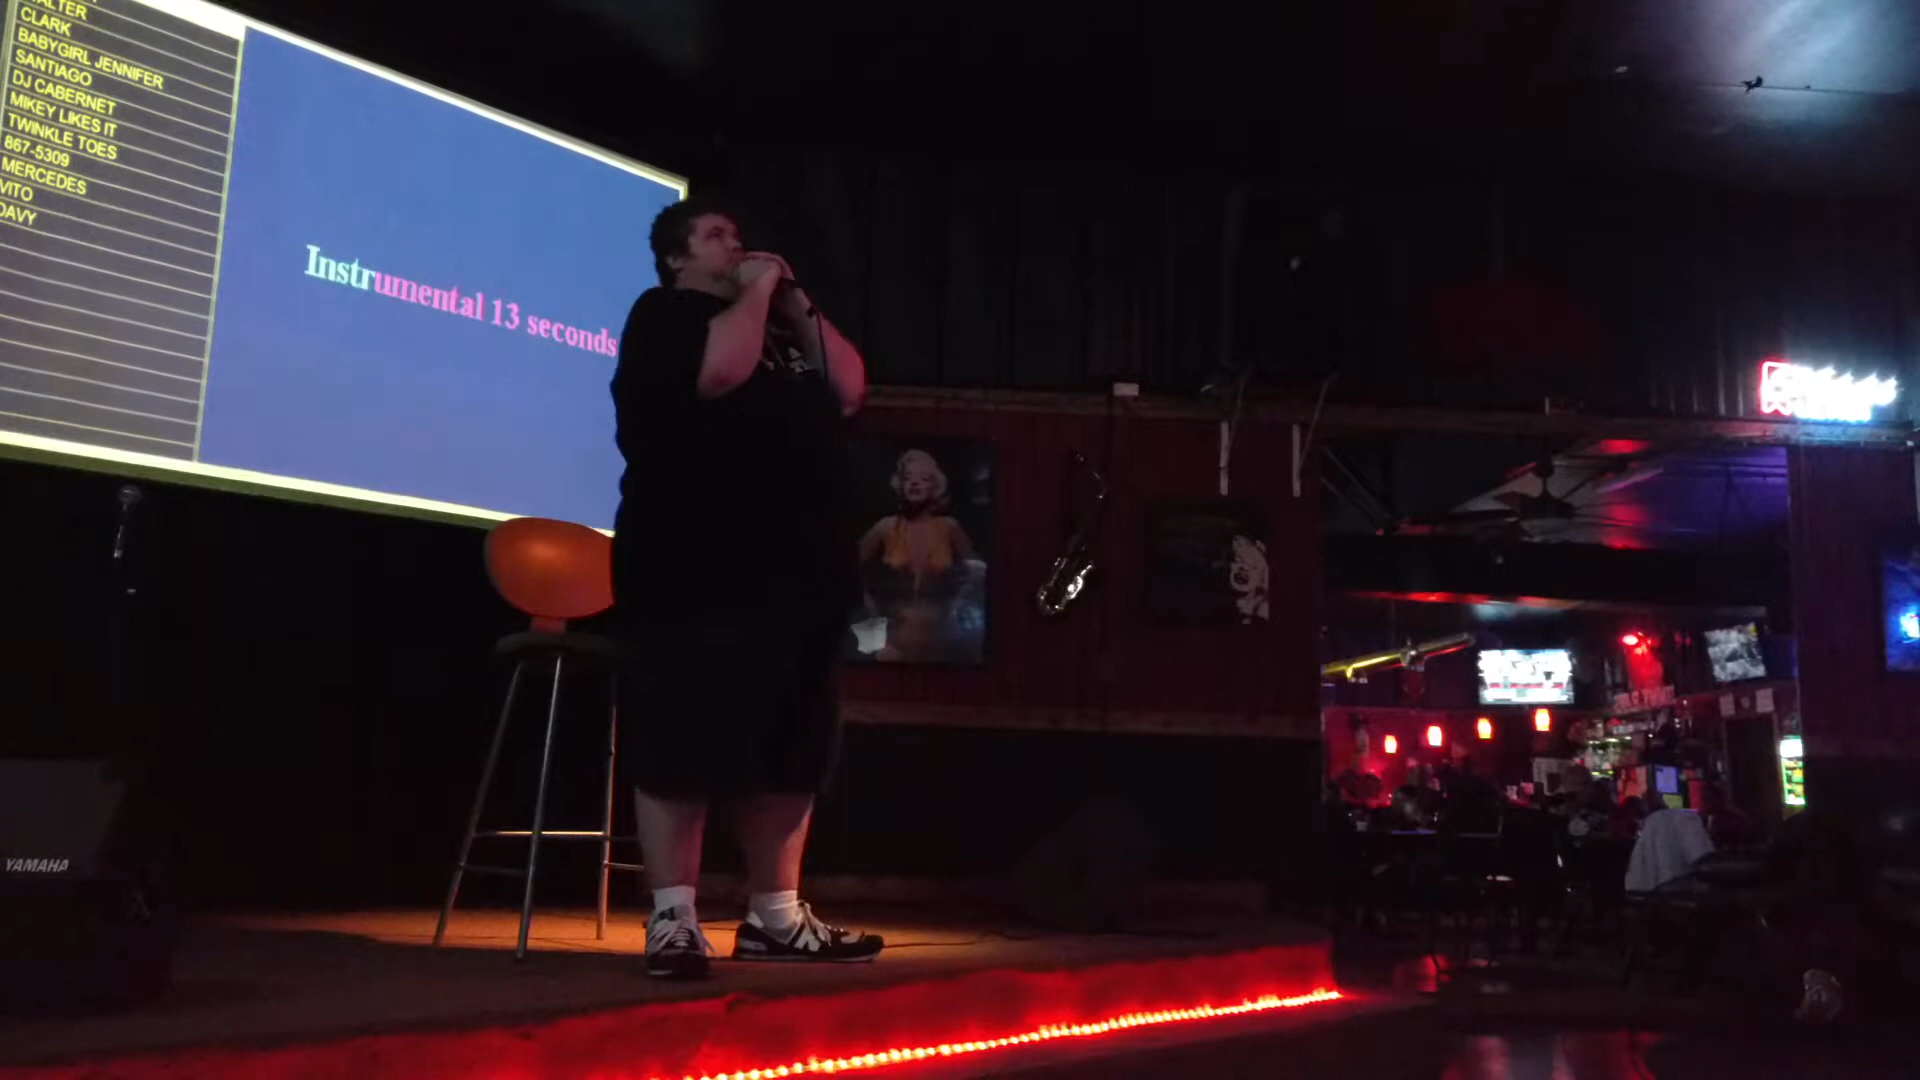 CLARK
BABYGIRL JENNIFER
SANTIAGO
DJ CABERNET
MIKEY LIKES IT
TWINKLE TOES
867-5309
MERCEDES
VITO
DAVY
Instrumental 13 seconds
YAMAHA